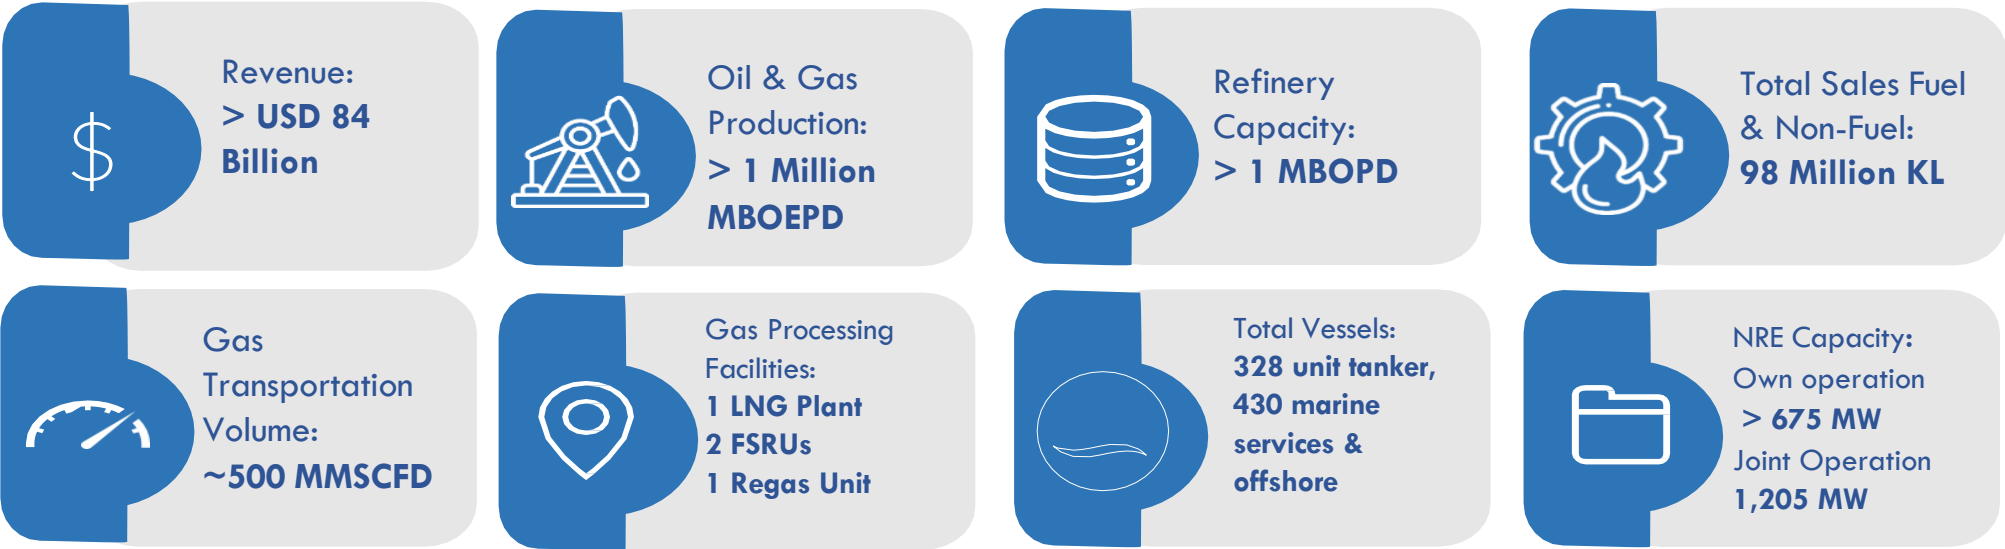 Revenue:
> USD 84
Billion
Oil & Gas
Production:
> 1 Million
MBOEPD
Refinery
Capacity:
> 1 MBOPD
Total Sales Fuel
& Non-Fuel:
98 Million KL
Gas
Transportation
Volume:
~500 MMSCFD
Gas Processing
Facilities:
1 LNG Plant
2 FSRUs
1 Regas Unit
Total Vessels:
328 unit tanker,
430 marine
services &
offshore
NRE Capacity:
Own operation
> 675 MW
Joint Operation
1,205 MW